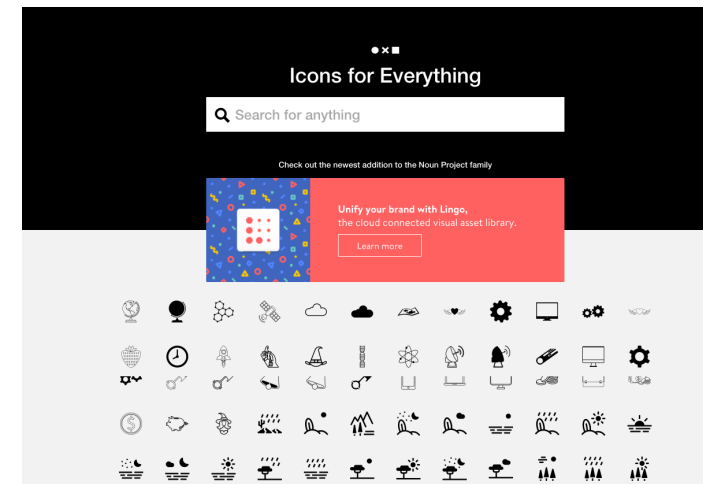 Icons for Everything
Search for anything
Check out the newest addition to the Noun Project family
Unify your brand with Lingo,
the cloud connected visual asset library.
Learn more